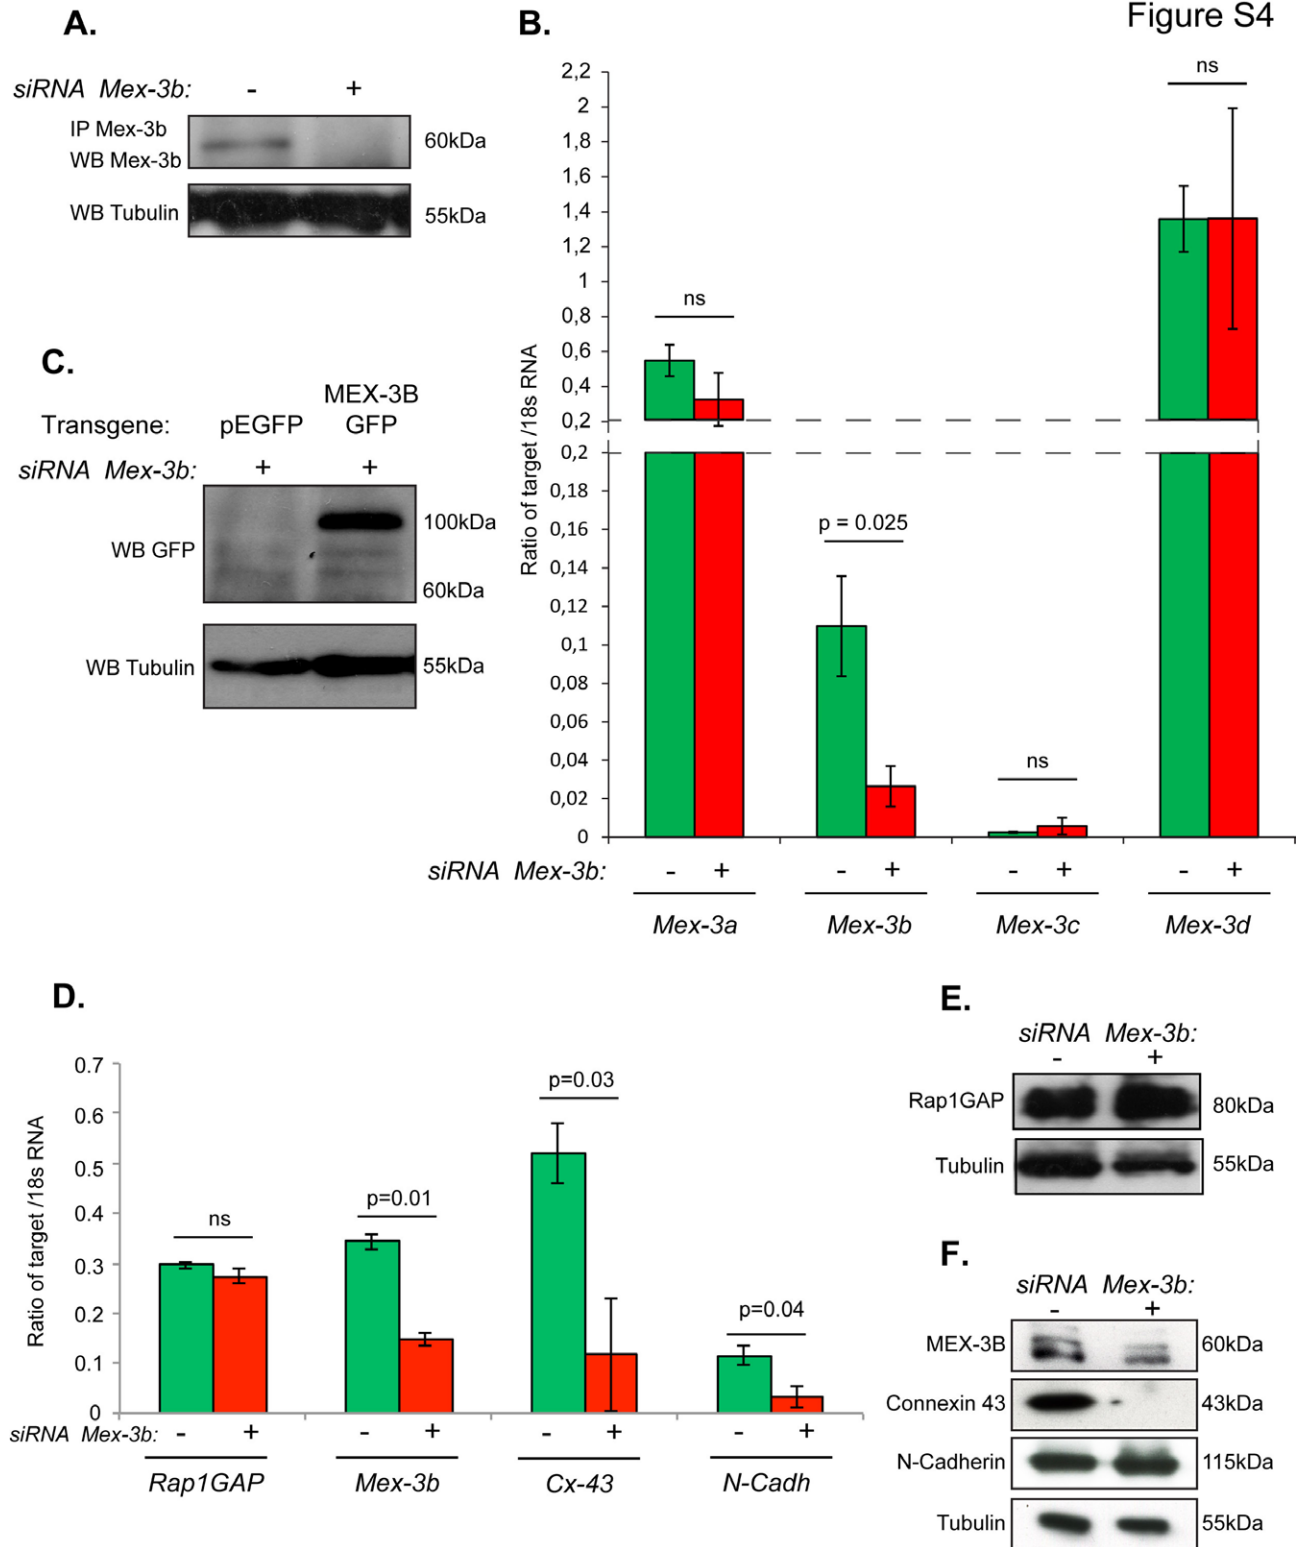 Figure S4
A.
siRNA Mex-3b: - +
IP Mex-3b
WB Mex-3b
60kDa
WB Tubulin
55kDa
B.
Ratio of target /18s RNA
2,2
2
1,8
1,6
1,4
1,2
1
0,8
0,6
0,4
0,2
0,2
0,18
0,16
0,14
0,12
0,1
0,08
0,06
0,04
0,02
0
ns
p = 0.025
ns
ns
siRNA Mex-3b: - + - + - + - +
Mex-3a Mex-3b Mex-3c Mex-3d
C.
Transgene: pEGFP MEX-3B GFP
siRNA Mex-3b: + +
WB GFP
100kDa
60kDa
WB Tubulin
55kDa
D.
Ratio of target /18s RNA
0.7
0.6
0.5
0.4
0.3
0.2
0.1
0
ns
p=0.01
p=0.03
p=0.04
siRNA Mex-3b: - + - + - + - +
Rap1GAP Mex-3b Cx-43 N-Cadh
E.
siRNA Mex-3b:
- +
Rap1GAP 80kDa
Tubulin 55kDa
F.
siRNA Mex-3b:
- +
MEX-3B 60kDa
Connexin 43 43kDa
N-Cadherin 115kDa
Tubulin 55kDa